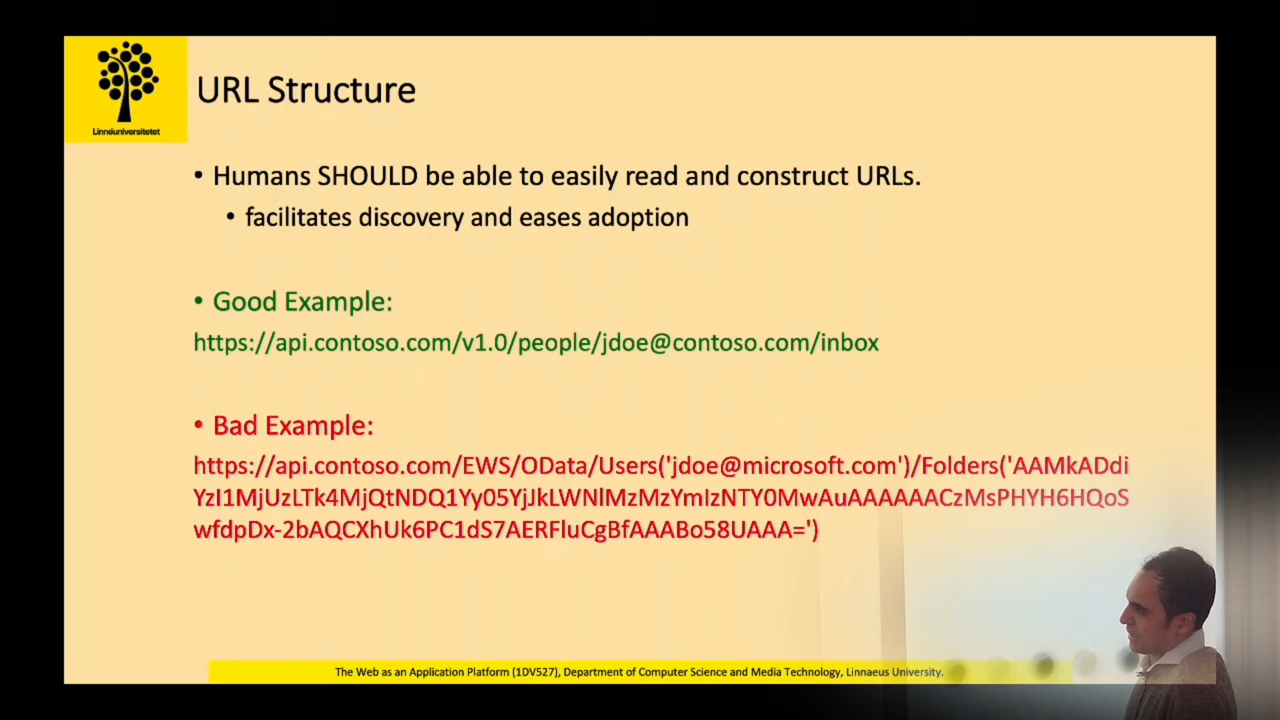 Linnéuniversitetet
URL Structure
• Humans SHOULD be able to easily read and construct URLs.
• facilitates discovery and eases adoption
• Good Example:
https://api.contoso.com/v1.0/people/jdoe@contoso.com/inbox
• Bad Example:
https://api.contoso.com/EWS/OData/Users('jdoe@microsoft.com')/Folders('AAMkADdi
YzI1MjUzLTk4MjQtNDQ1Yy05YjJkLWNlMzMzYmIzNTY0MwAuAAAAAACzMsPHYH6HQoS
wfdpDx-2bAQCXhUk6PC1dS7AERFluCgBfAAABo58UAAA=')
The Web as an Application Platform (1DV527), Department of Computer Science and Media Technology, Linnaeus University.